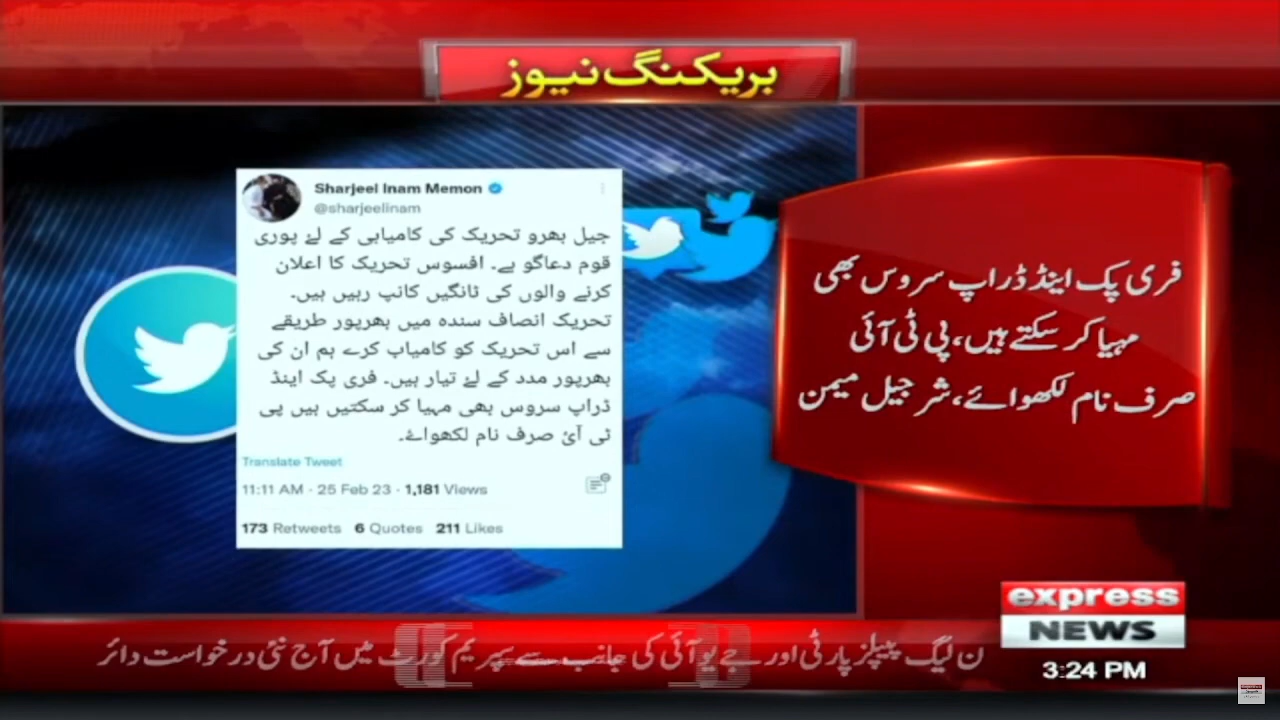 بریکنگ نیوز
Sharjeel Inam Memon
@sharjeelinam
جیل بھرو تحریک کی کامیابی کے لۓ پوری
قوم دعاگو ہے۔ افسوس تحریک کا اعلان
کرنے والوں کی ٹانگیں کانپ رہیں ہیں۔
تحریک انصاف سندہ میں بھرپور طریقے
سے اس تحریک کو کامیاب کرے ہم ان کی
بھرپور مدد کے لۓ تیار ہیں۔ فری پک اینڈ
ڈراپ سروس بھی مہیا کر سکتیں ہیں پی
ٹی آئ صرف نام لکھواۓ۔
Translate Tweet
11:11 AM · 25 Feb 23 · 1,181 Views
173 Retweets 6 Quotes 211 Likes
فری پک اینڈ ڈراپ سروس بھی
مہیا کر سکتے ہیں، پی ٹی آئی
صرف نام لکھوائے، شرجیل میمن
express
NEWS
3:24 PM
ن لیگ پیپلز پارٹی اور جے یو آئی کی جانب سے سپریم کورٹ میں آج نئی درخواست دائر